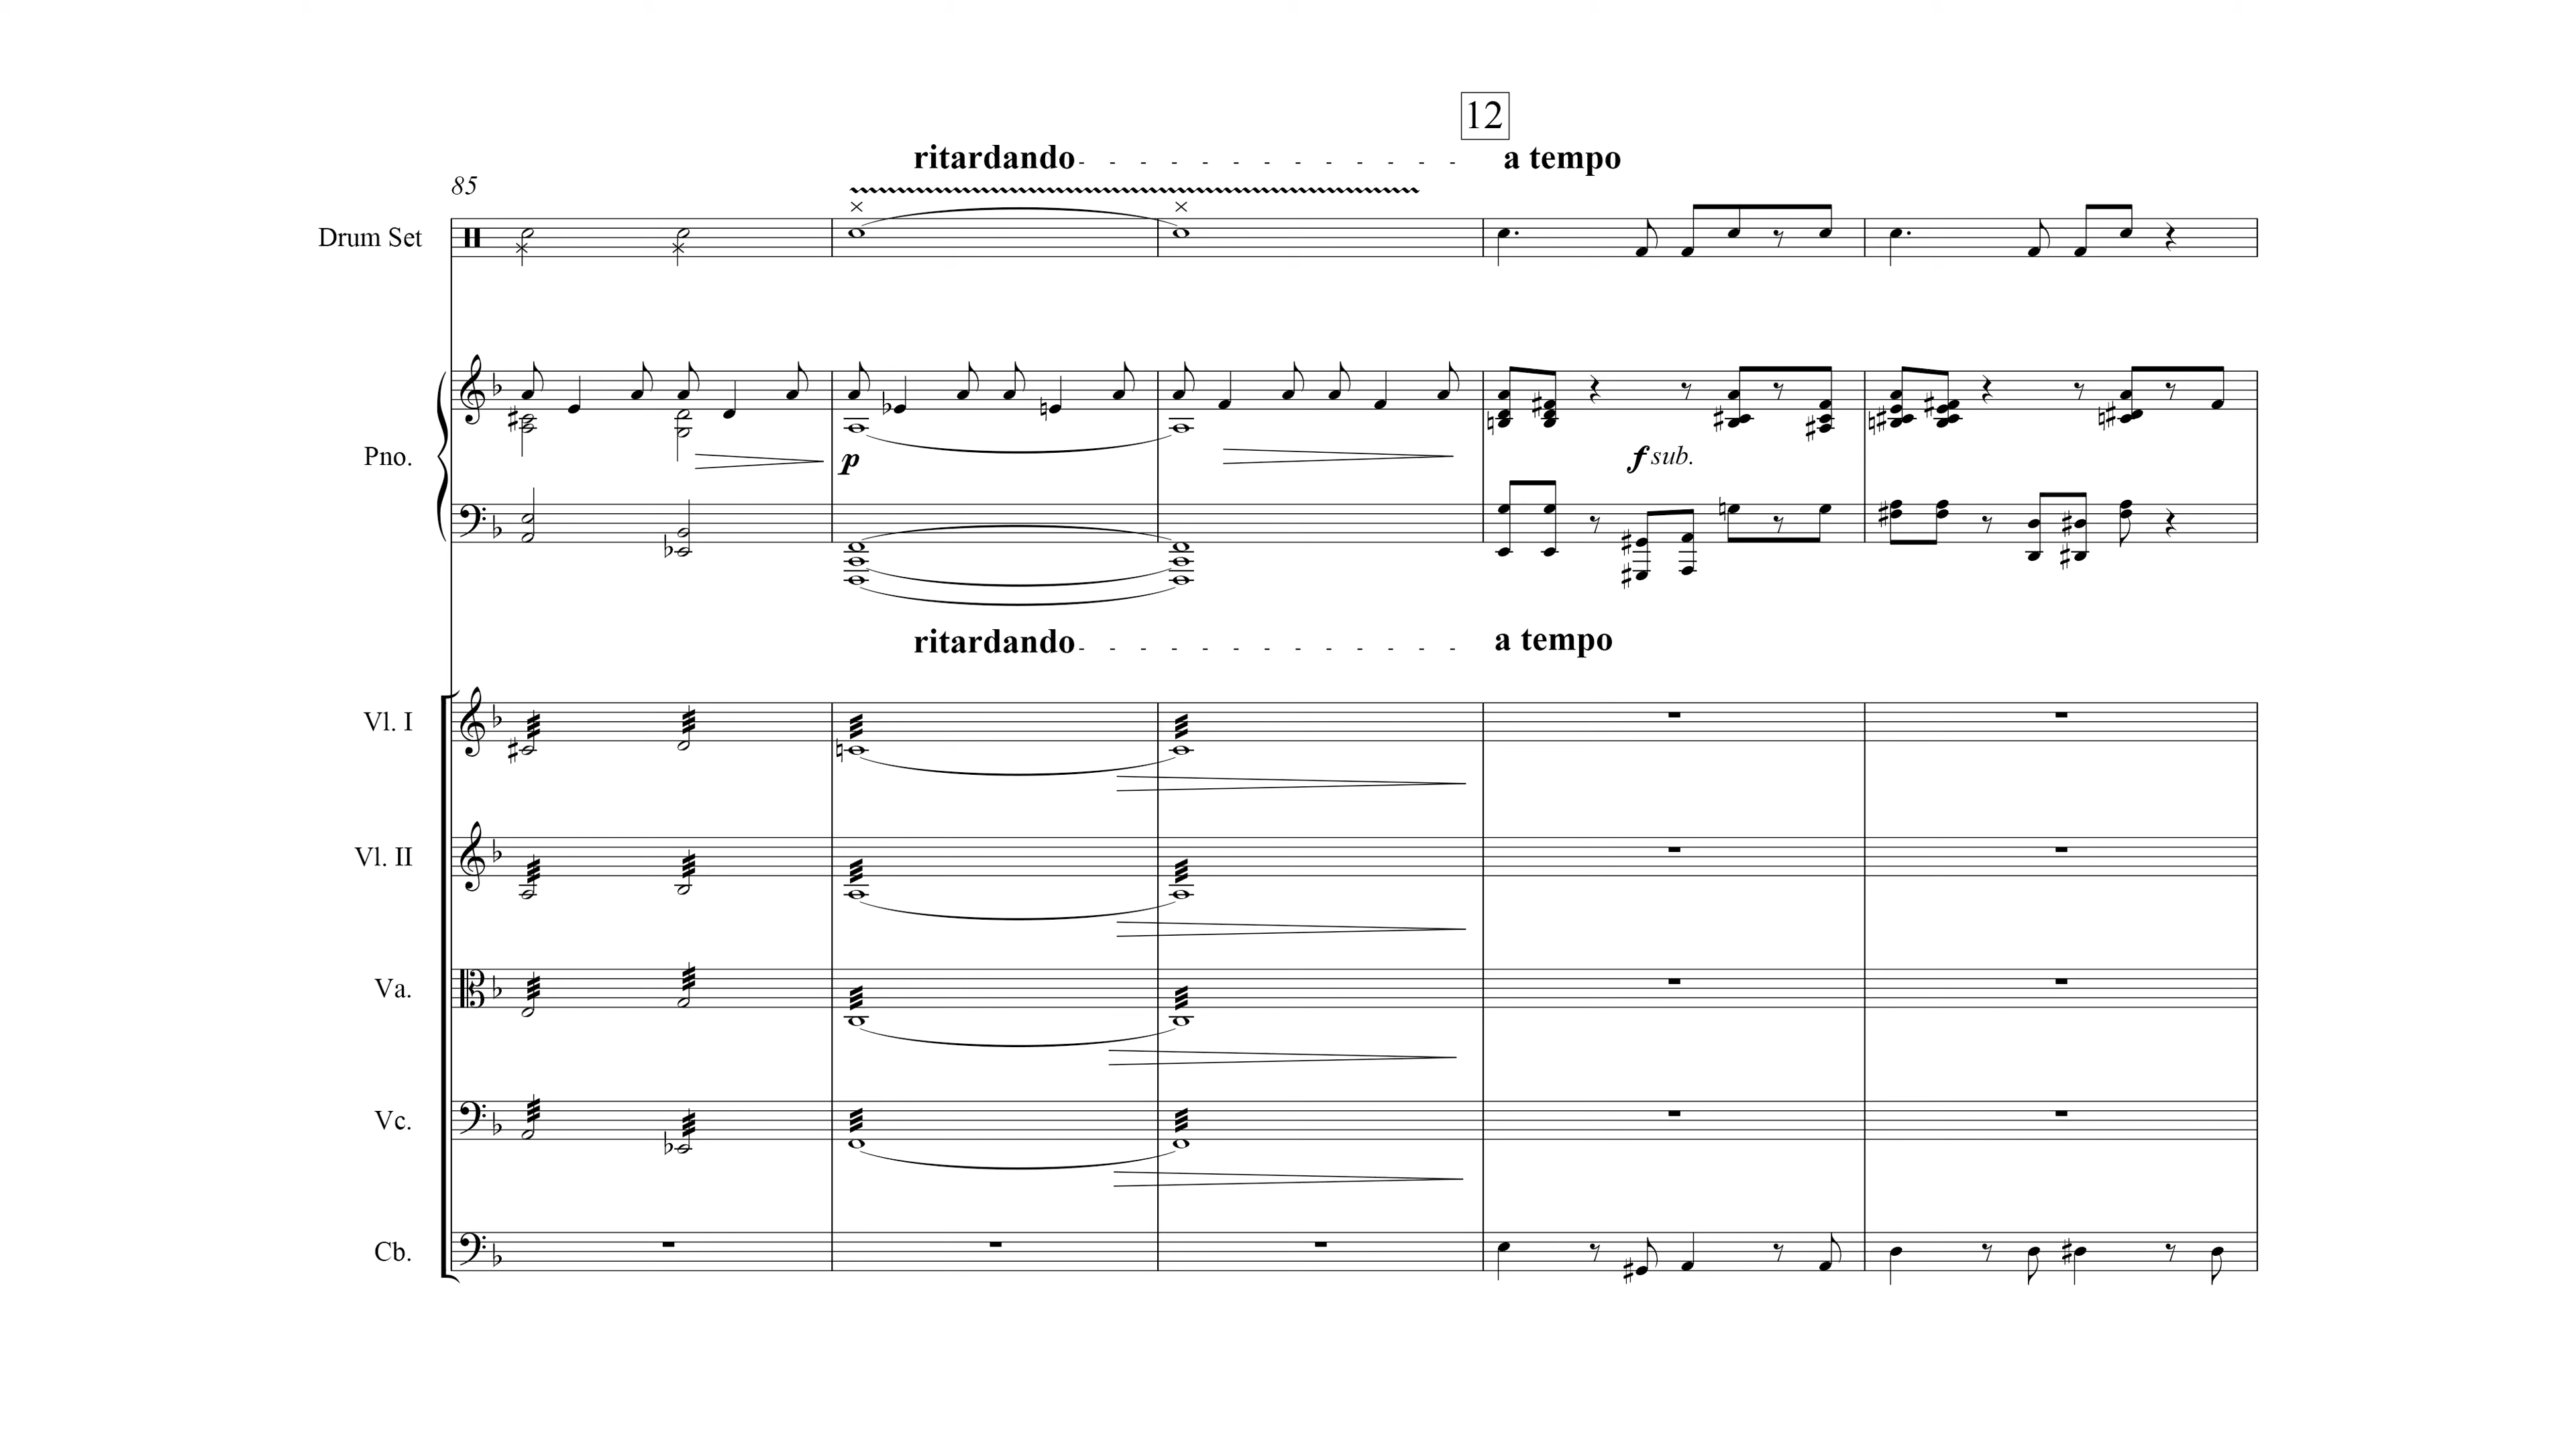 12
ritardando a tempo
85
Drum Set
Pno.
p
f sub.
ritardando a tempo
Vl. I
Vl. II
Va.
Vc.
Cb.